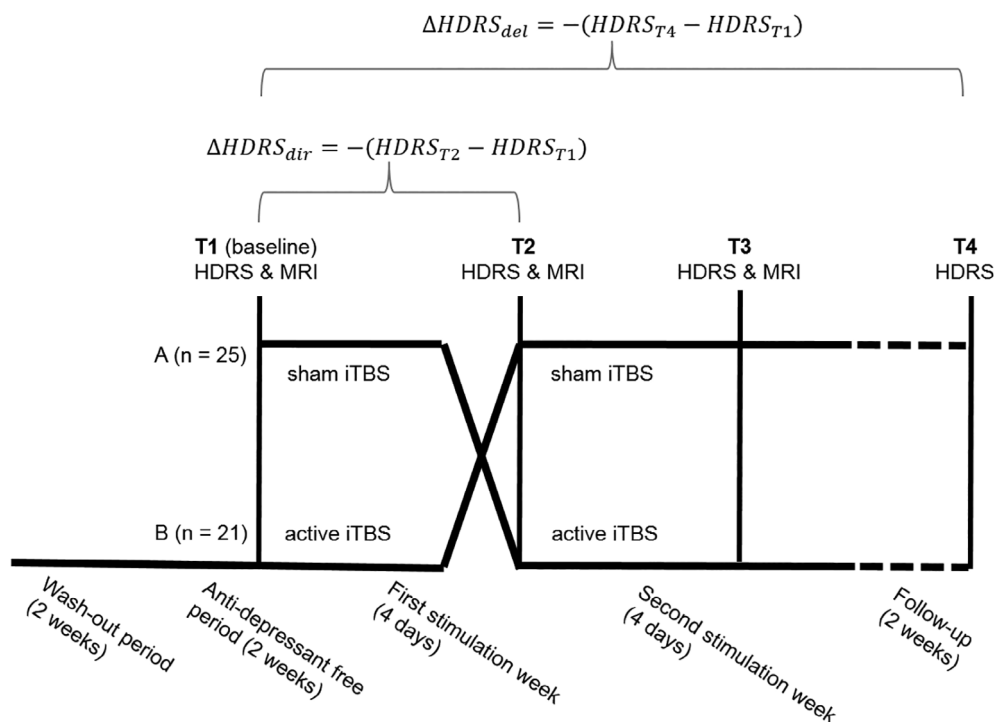 ΔHDRS_del = −(HDRS_T4 − HDRS_T1)
ΔHDRS_dir = −(HDRS_T2 − HDRS_T1)
T1 (baseline)
HDRS & MRI
T2
HDRS & MRI
T3
HDRS & MRI
T4
HDRS
A (n = 25)
sham iTBS
sham iTBS
B (n = 21)
active iTBS
active iTBS
Wash-out period
(2 weeks)
Anti-depressant free
period (2 weeks)
First stimulation week
(4 days)
Second stimulation week
(4 days)
Follow-up
(2 weeks)